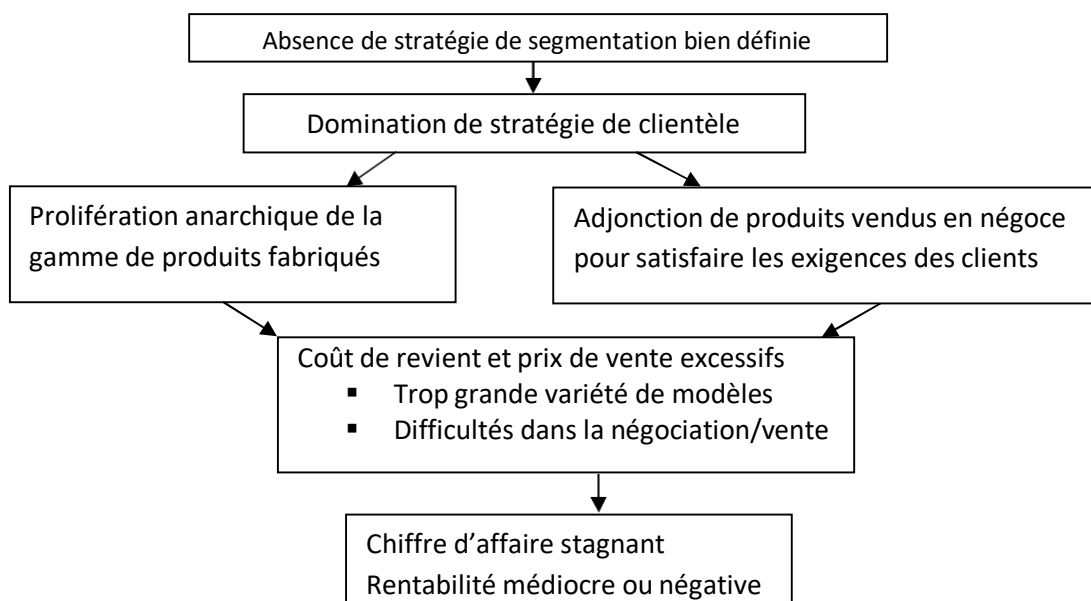 Absence de stratégie de segmentation bien définie
Domination de stratégie de clientèle
Prolifération anarchique de la
gamme de produits fabriqués
Adjonction de produits vendus en négoce
pour satisfaire les exigences des clients
Coût de revient et prix de vente excessifs
▪ Trop grande variété de modèles
▪ Difficultés dans la négociation/vente
Chiffre d’affaire stagnant
Rentabilité médiocre ou négative